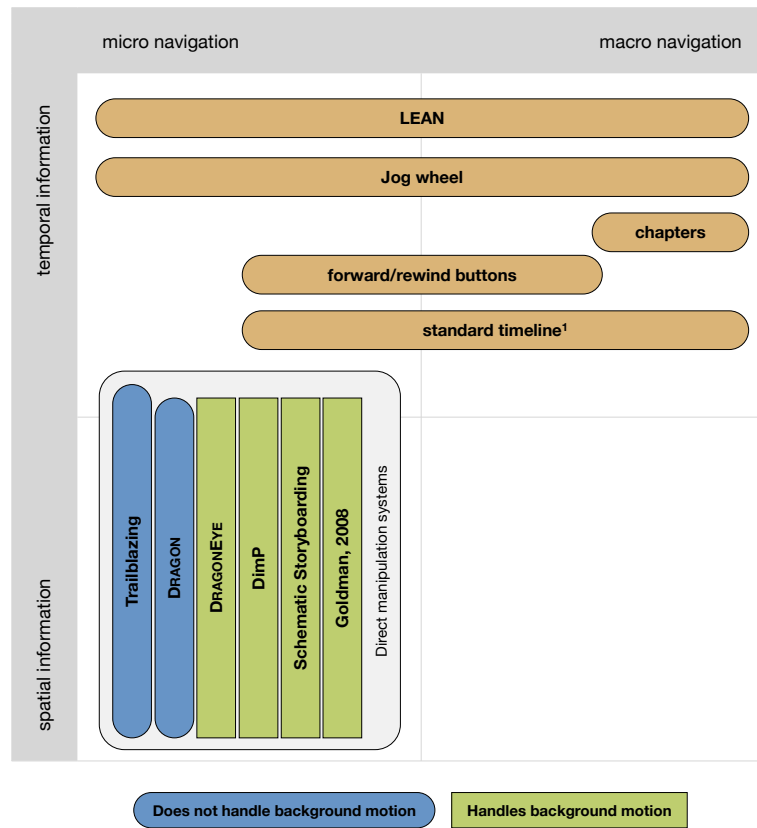 micro navigation
macro navigation
temporal information
spatial information
LEAN
Jog wheel
chapters
forward/rewind buttons
standard timeline¹
Trailblazing
DRAGON
DRAGONEYE
DimP
Schematic Storyboarding
Goldman, 2008
Direct manipulation systems
Does not handle background motion
Handles background motion